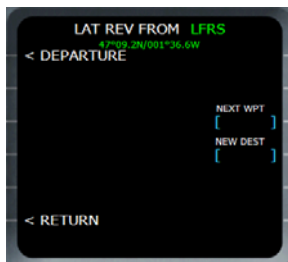 LAT REV FROM LFRS
47°09.2N/001°36.6W
< DEPARTURE
NEXT WPT
[ ]
NEW DEST
[ ]
< RETURN